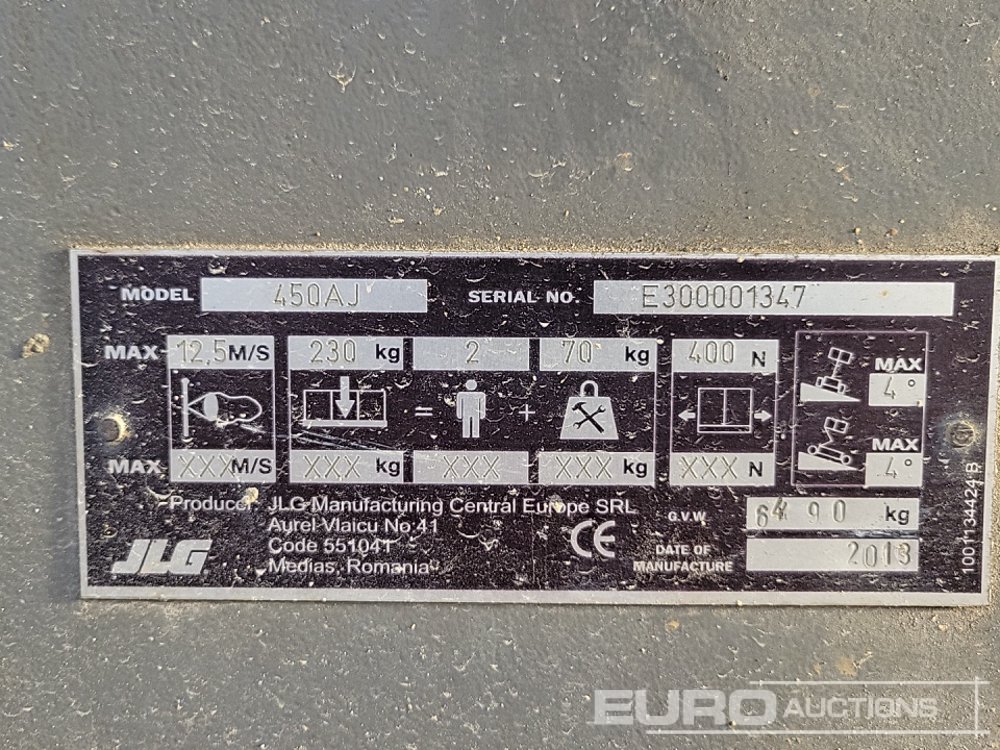 MODEL 450AJ SERIAL NO. E300001347
MAX 12.5 M/S 230 kg 2 70 kg 400 N MAX 4°
= +
MAX XXX M/S XXX kg XXX XXX kg XXX N MAX 4°
Producer JLG Manufacturing Central Europe SRL
Aurel Vlaicu No.41
Code 551041
Medias, Romania
JLG
CE
G.V.W. kg
DATE OF MANUFACTURE 2013
1001134424B
EURO AUCTIONS